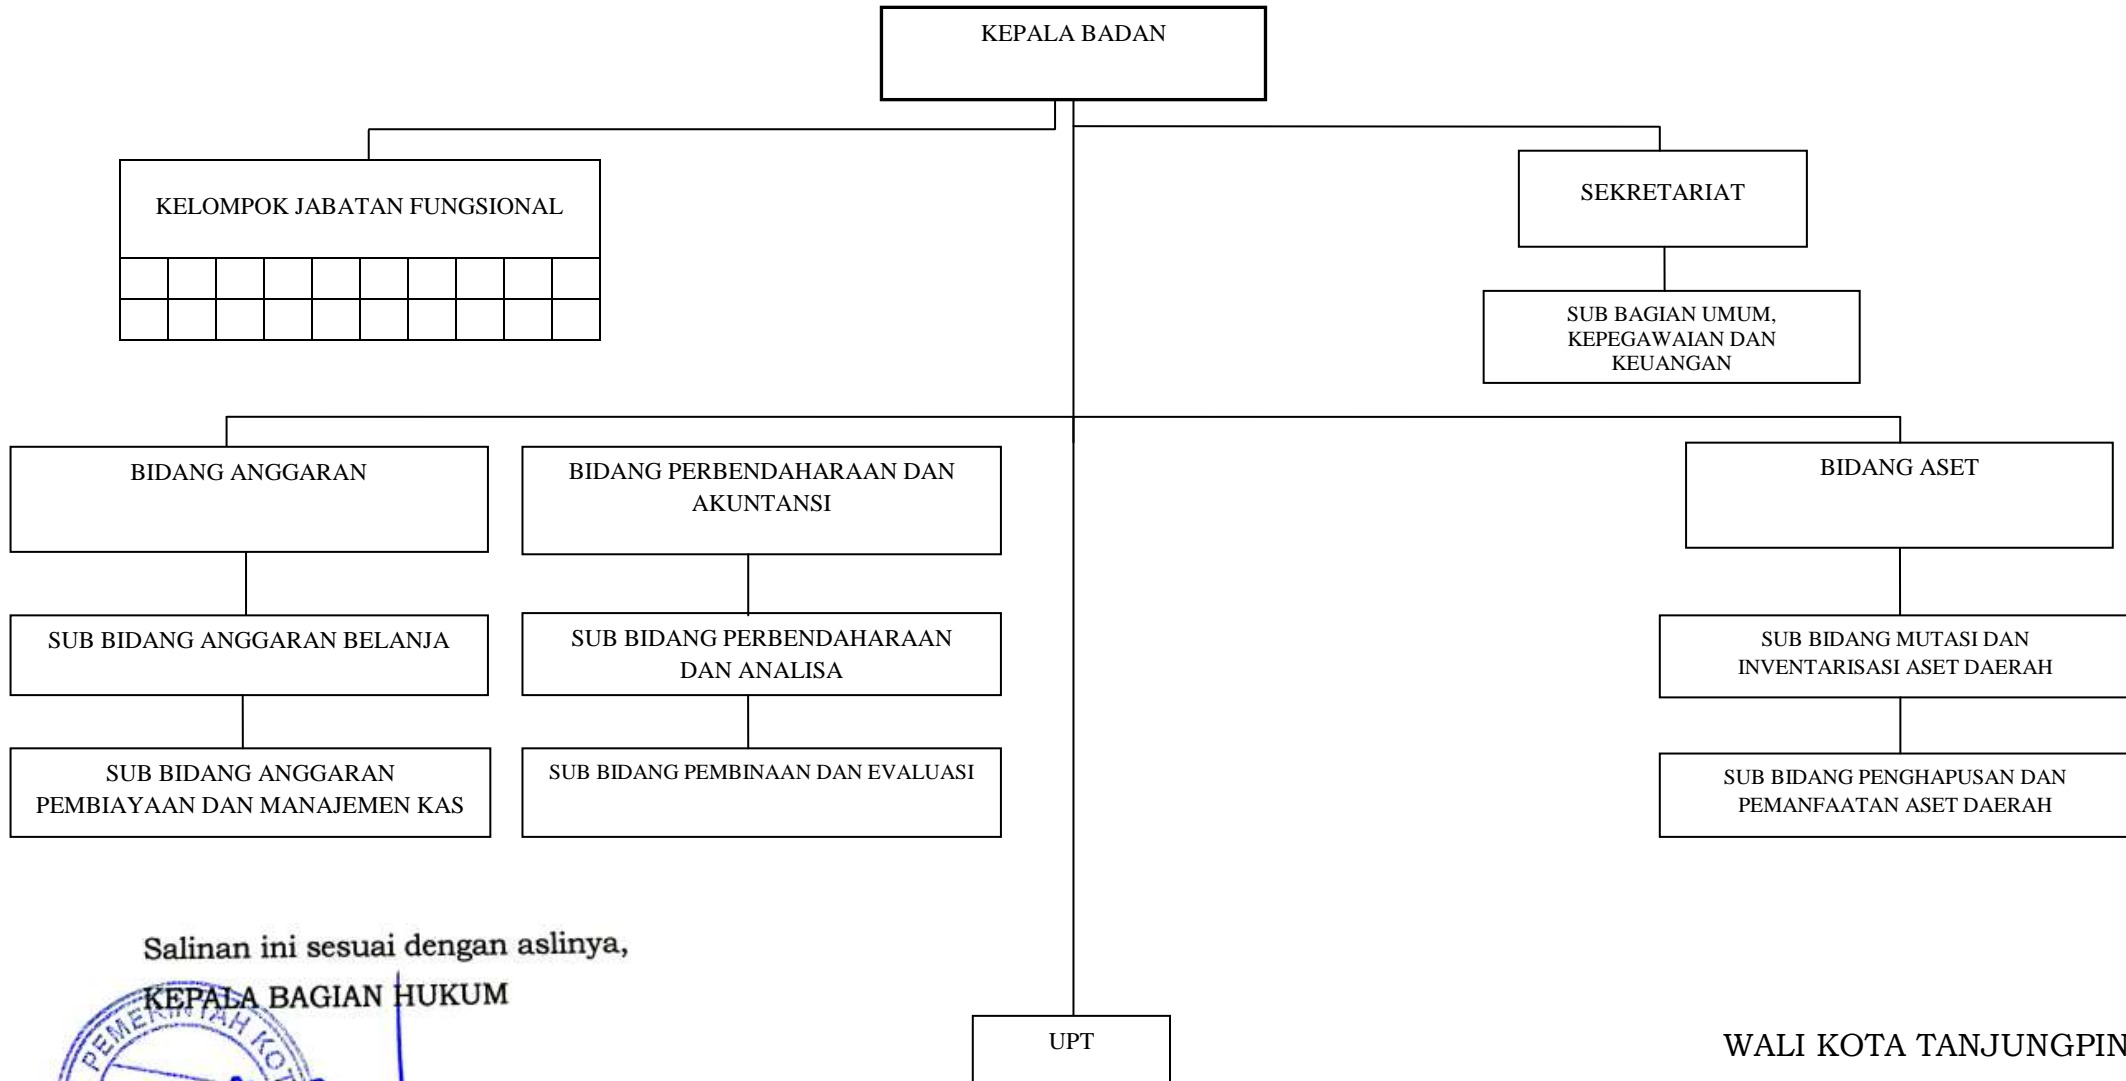 KEPALA BADAN
KELOMPOK JABATAN FUNGSIONAL
SEKRETARIAT
SUB BAGIAN UMUM,
KEPEGAWAIAN DAN
KEUANGAN
BIDANG ANGGARAN
BIDANG PERBENDAHARAAN DAN
AKUNTANSI
BIDANG ASET
SUB BIDANG ANGGARAN BELANJA
SUB BIDANG PERBENDAHARAAN
DAN ANALISA
SUB BIDANG MUTASI DAN
INVENTARISASI ASET DAERAH
SUB BIDANG ANGGARAN
PEMBIAYAAN DAN MANAJEMEN KAS
SUB BIDANG PEMBINAAN DAN EVALUASI
SUB BIDANG PENGHAPUSAN DAN
PEMANFAATAN ASET DAERAH
Salinan ini sesuai dengan aslinya,
KEPALA BAGIAN HUKUM
PEMERINTAH KOT
UPT
WALI KOTA TANJUNGPIN